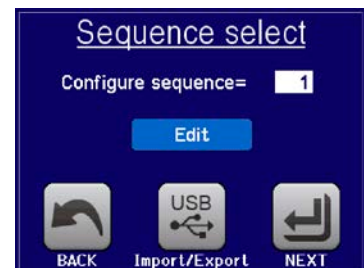 Sequence select
Configure sequence= 1
Edit
USB
BACK Import/Export NEXT